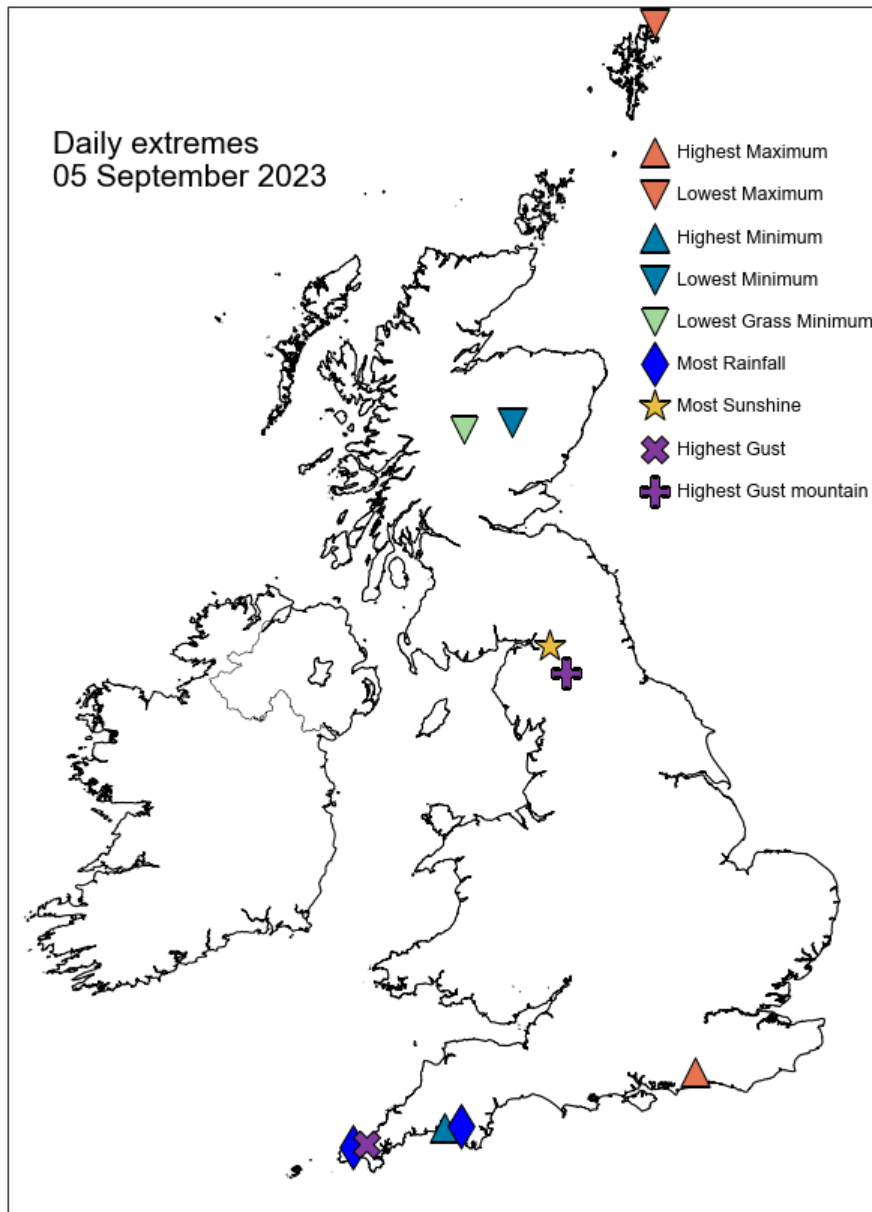 Daily extremes
05 September 2023
Highest Maximum
Lowest Maximum
Highest Minimum
Lowest Minimum
Lowest Grass Minimum
Most Rainfall
Most Sunshine
Highest Gust
Highest Gust mountain